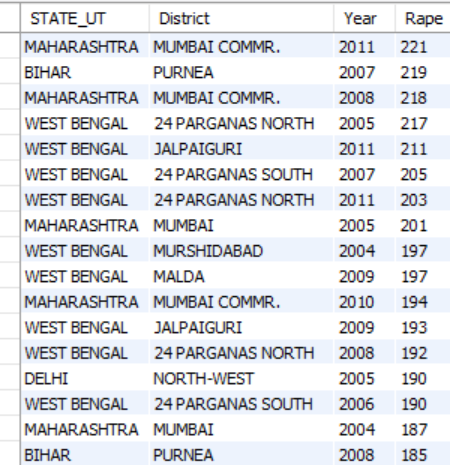 STATE_UT District Year Rape
MAHARASHTRA MUMBAI COMMR. 2011 221
BIHAR PURNEA 2007 219
MAHARASHTRA MUMBAI COMMR. 2008 218
WEST BENGAL 24 PARGANAS NORTH 2005 217
WEST BENGAL JALPAIGURI 2011 211
WEST BENGAL 24 PARGANAS SOUTH 2007 205
WEST BENGAL 24 PARGANAS NORTH 2011 203
MAHARASHTRA MUMBAI 2005 201
WEST BENGAL MURSHIDABAD 2004 197
WEST BENGAL MALDA 2009 197
MAHARASHTRA MUMBAI COMMR. 2010 194
WEST BENGAL JALPAIGURI 2009 193
WEST BENGAL 24 PARGANAS NORTH 2008 192
DELHI NORTH-WEST 2005 190
WEST BENGAL 24 PARGANAS SOUTH 2006 190
MAHARASHTRA MUMBAI 2004 187
BIHAR PURNEA 2008 185